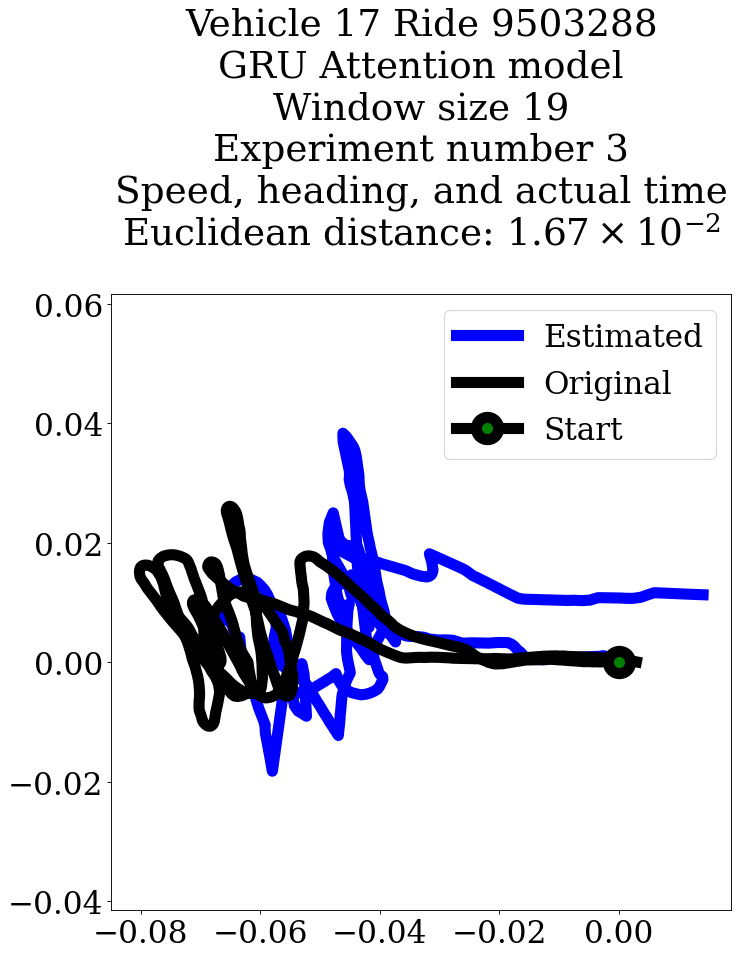 Vehicle 17 Ride 9503288
GRU Attention model
Window size 19
Experiment number 3
Speed, heading, and actual time
Euclidean distance: 1.67 × 10⁻²
0.06
Estimated
Original
Start
0.04
0.02
0.00
−0.02
−0.04
−0.08 −0.06 −0.04 −0.02 0.00